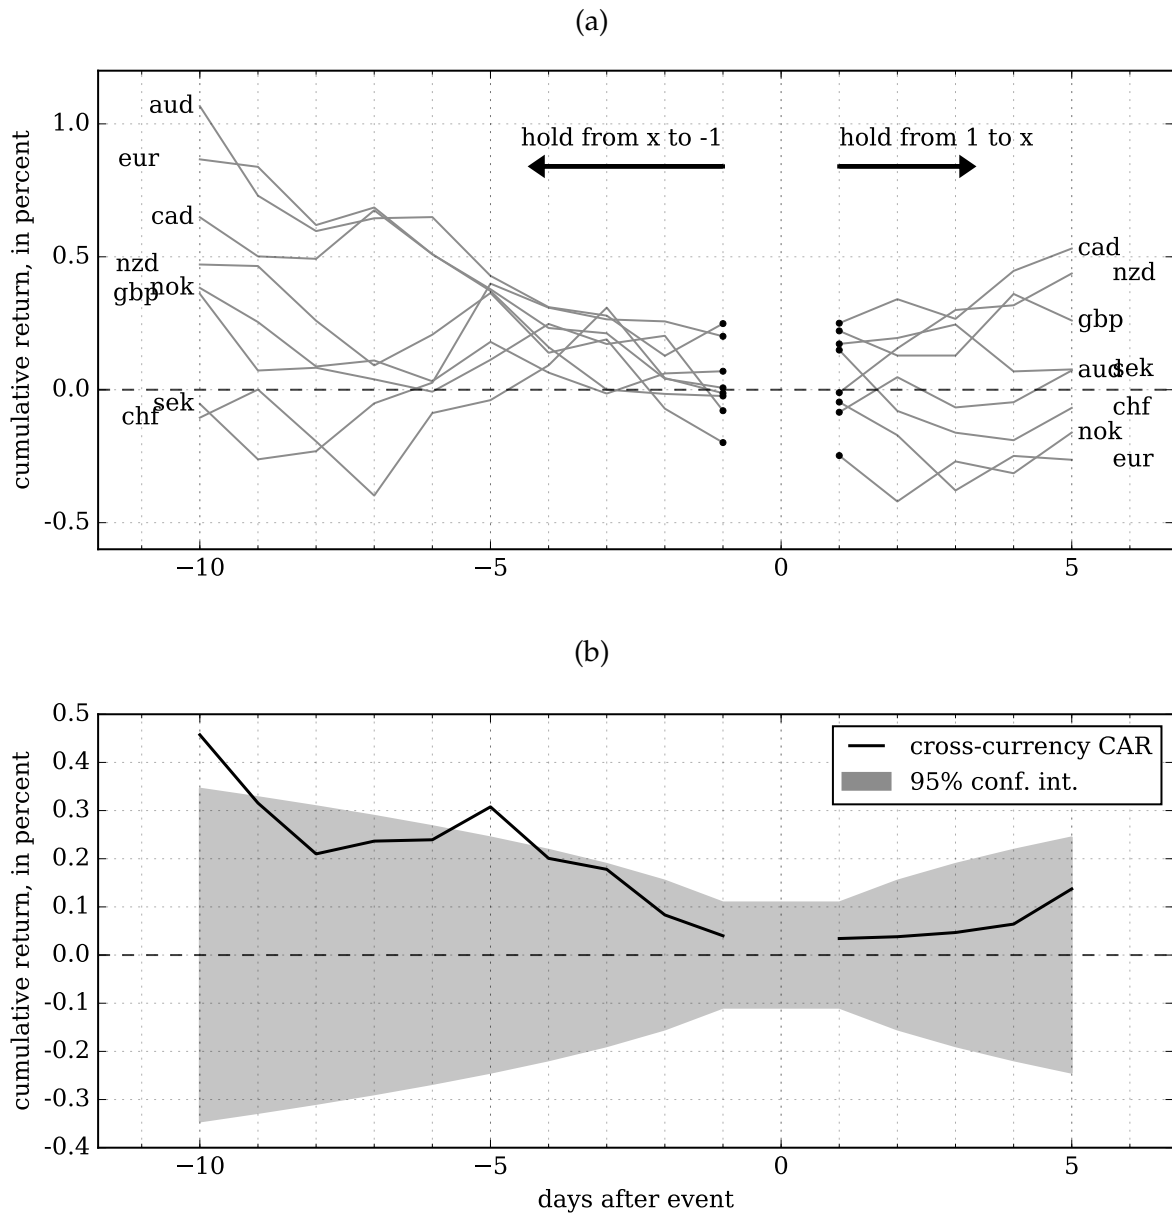 (a)
cumulative return, in percent
1.0
0.5
0.0
-0.5
aud
eur
cad
nzd
gbp
nok
sek
chf
hold from x to -1
hold from 1 to x
cad
nzd
gbp
aud
sek
chf
nok
eur
−10
−5
0
5
(b)
cumulative return, in percent
0.5
0.4
0.3
0.2
0.1
0.0
-0.1
-0.2
-0.3
-0.4
cross-currency CAR
95% conf. int.
−10
−5
0
5
days after event